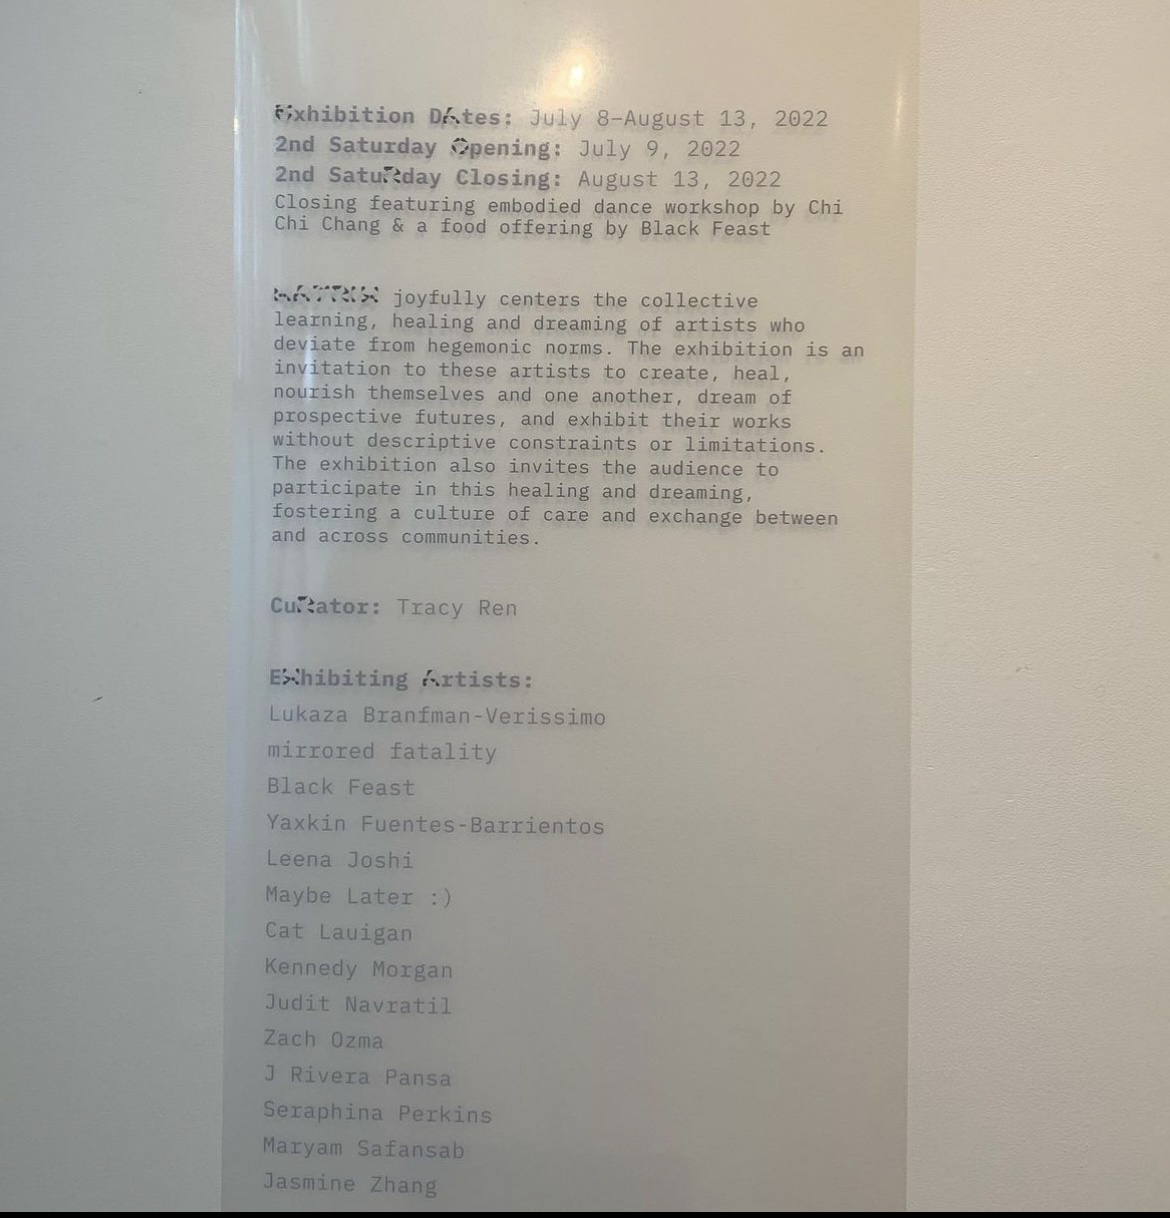 Exhibition Dates: July 8–August 13, 2022
2nd Saturday Opening: July 9, 2022
2nd Saturday Closing: August 13, 2022
Closing featuring embodied dance workshop by Chi
Chi Chang & a food offering by Black Feast
joyfully centers the collective
learning, healing and dreaming of artists who
deviate from hegemonic norms. The exhibition is an
invitation to these artists to create, heal,
nourish themselves and one another, dream of
prospective futures, and exhibit their works
without descriptive constraints or limitations.
The exhibition also invites the audience to
participate in this healing and dreaming,
fostering a culture of care and exchange between
and across communities.
Curator: Tracy Ren
Exhibiting Artists:
Lukaza Branfman-Verissimo
mirrored fatality
Black Feast
Yaxkin Fuentes-Barrientos
Leena Joshi
Maybe Later :)
Cat Lauigan
Kennedy Morgan
Judit Navratil
Zach Ozma
J Rivera Pansa
Seraphina Perkins
Maryam Safansab
Jasmine Zhang